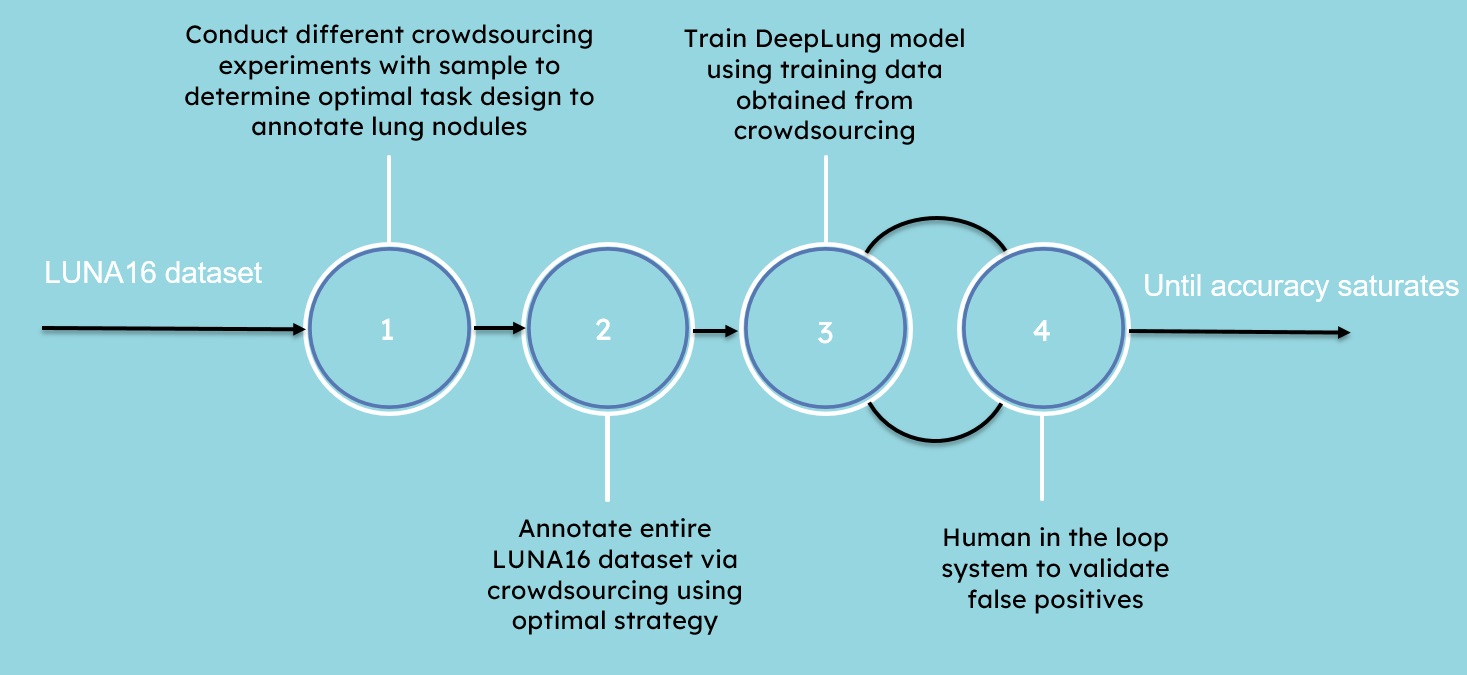 Conduct different crowdsourcing
experiments with sample to
determine optimal task design to
annotate lung nodules
Train DeepLung model
using training data
obtained from
crowdsourcing
LUNA16 dataset
1
2
3
4
Until accuracy saturates
Annotate entire
LUNA16 dataset via
crowdsourcing using
optimal strategy
Human in the loop
system to validate
false positives